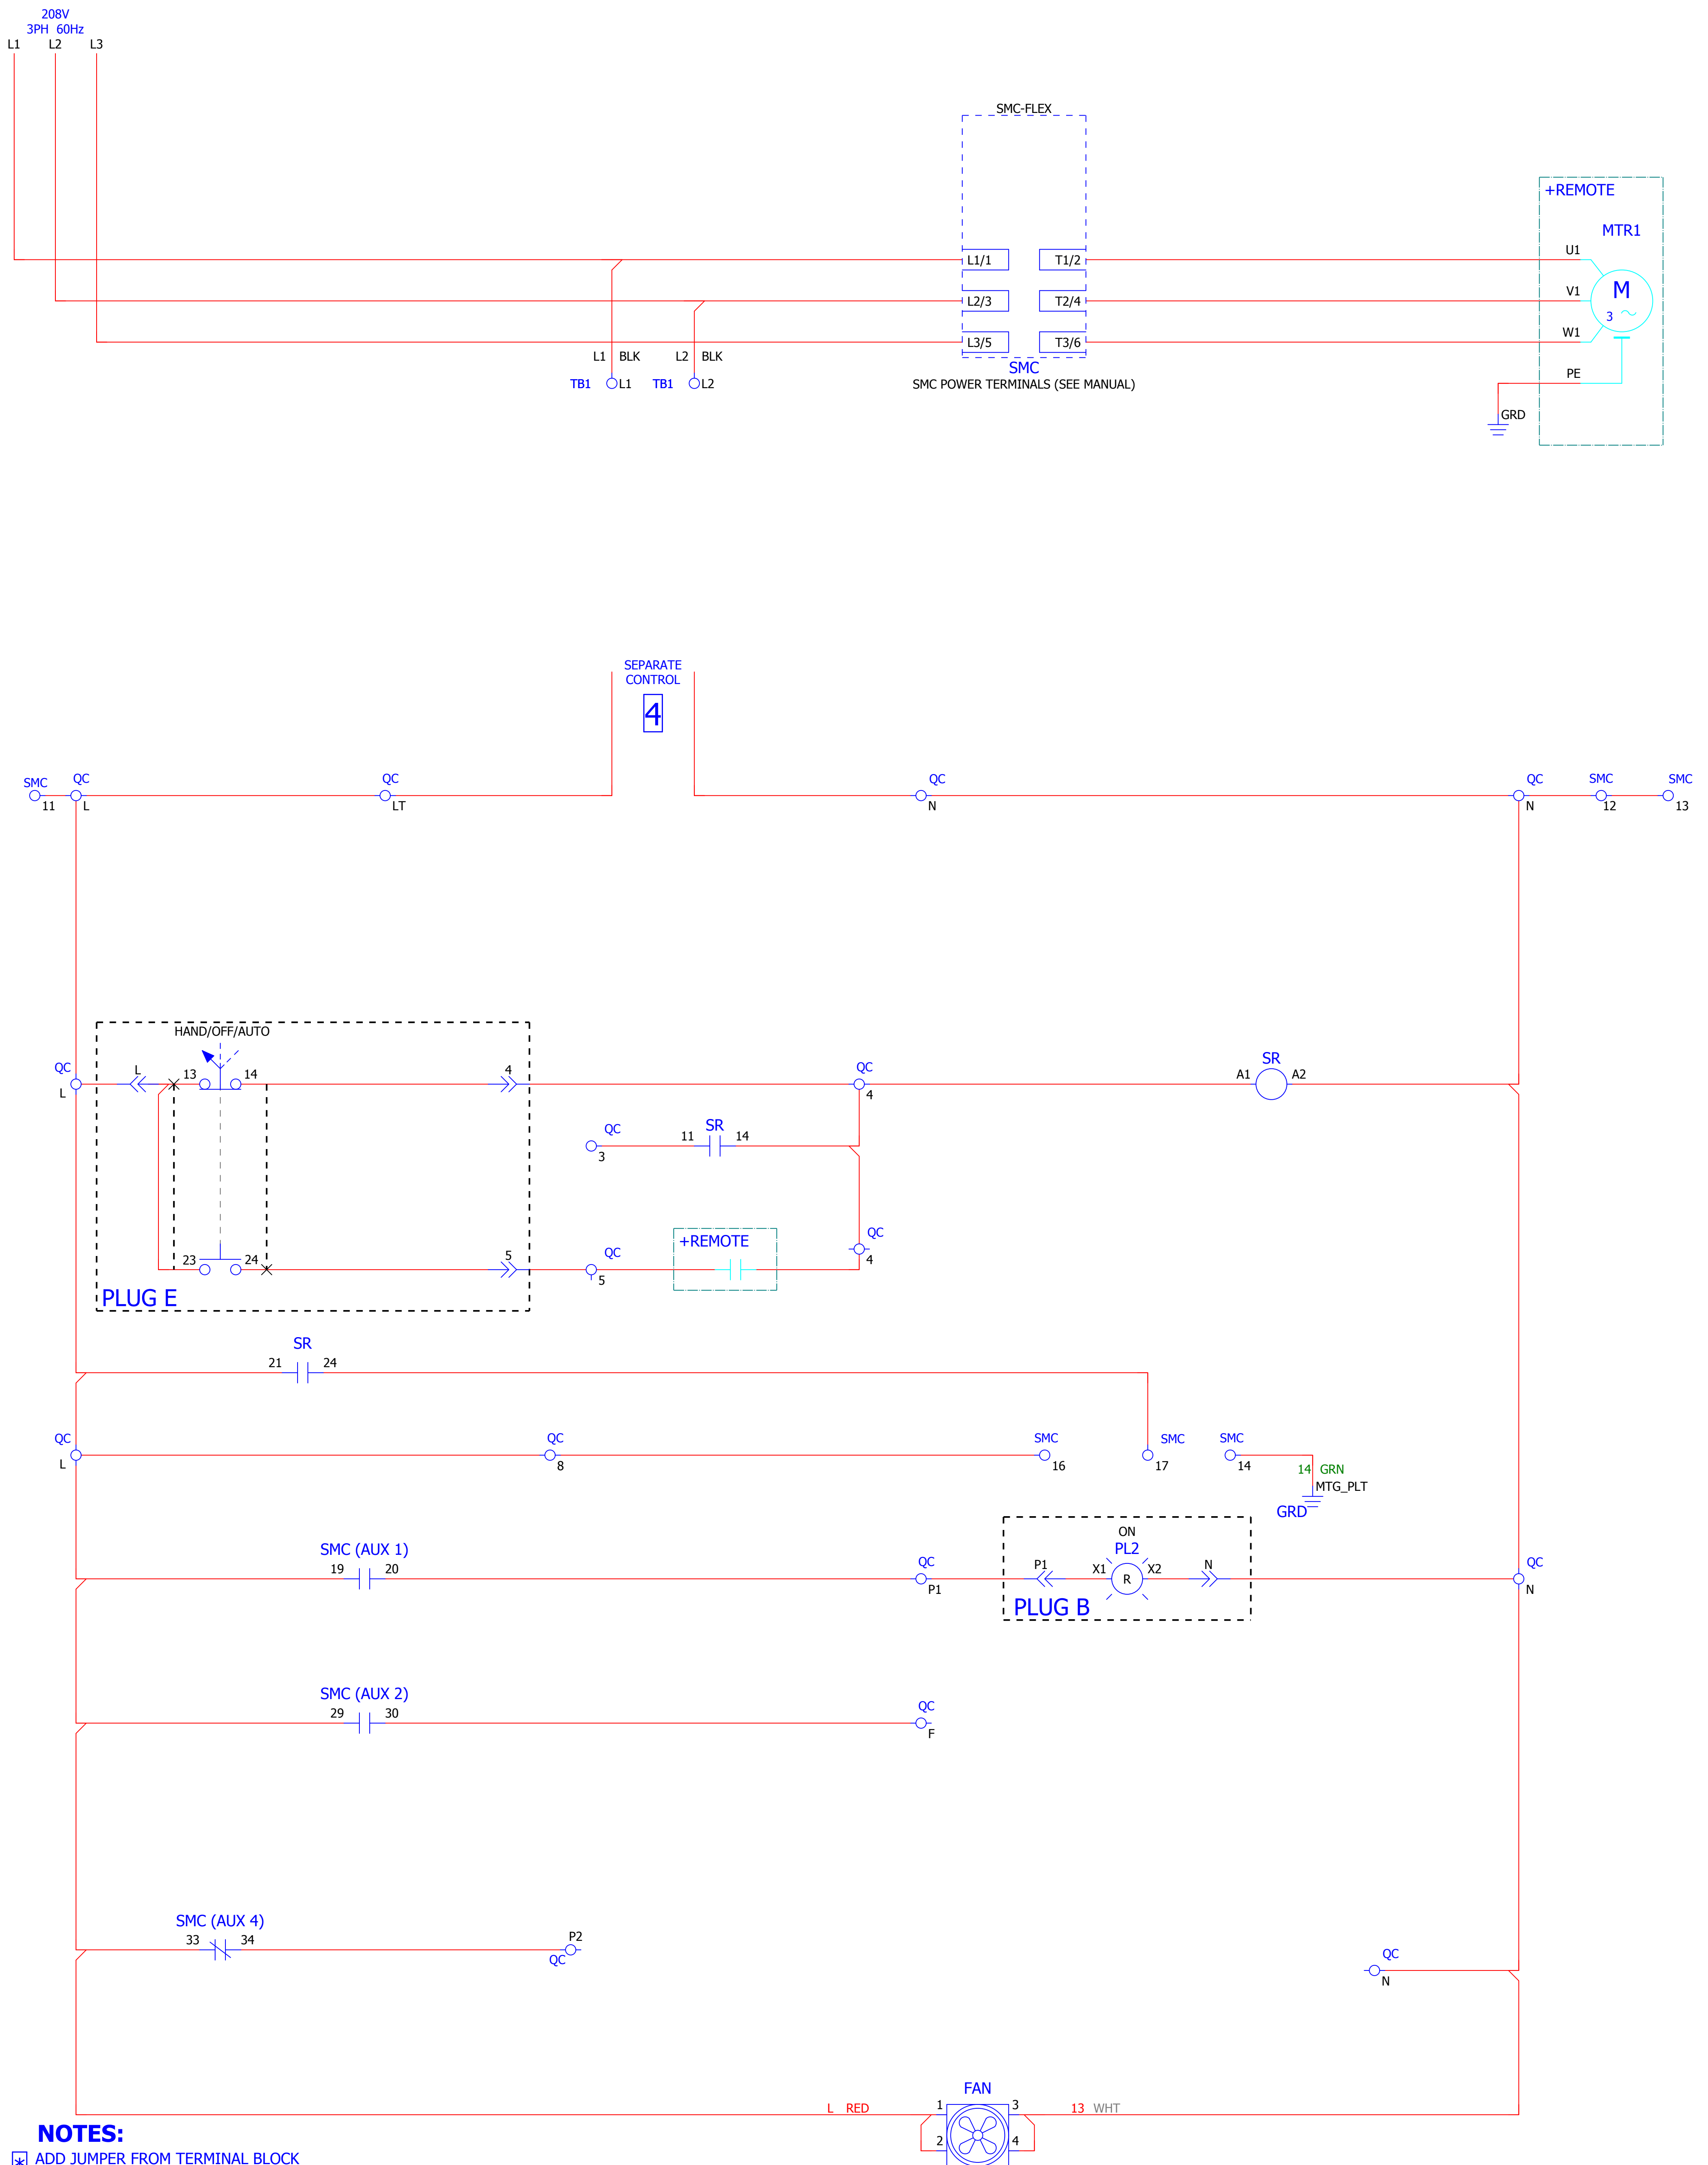 208V
3PH 60Hz
L1 L2 L3
SMC-FLEX
+REMOTE
MTR1
U1
L1/1 T1/2
M
3
V1
L2/3 T2/4
W1
L3/5 T3/6
L1 BLK L2 BLK
SMC
PE
TB1 L1 TB1 L2
SMC POWER TERMINALS (SEE MANUAL)
GRD
SEPARATE
CONTROL
4
SMC QC QC QC QC SMC SMC
11 L LT N N 12 13
HAND/OFF/AUTO
QC L 13 14 4 QC SR
A1 A2
L 4
QC SR
11 14
3
QC
+REMOTE
QC
23 24 5
4
5
PLUG E
SR
21 24
QC QC SMC SMC SMC
L 8 16 17 14
14 GRN
MTG_PLT
GRD
ON
SMC (AUX 1) PL2
19 20 QC P1 X1 R X2 N QC
P1 N
PLUG B
SMC (AUX 2)
29 30 QC
F
SMC (AUX 4)
33 34 P2
QC
QC
N
FAN
L RED 1 3 13 WHT
2 4
NOTES:
* ADD JUMPER FROM TERMINAL BLOCK